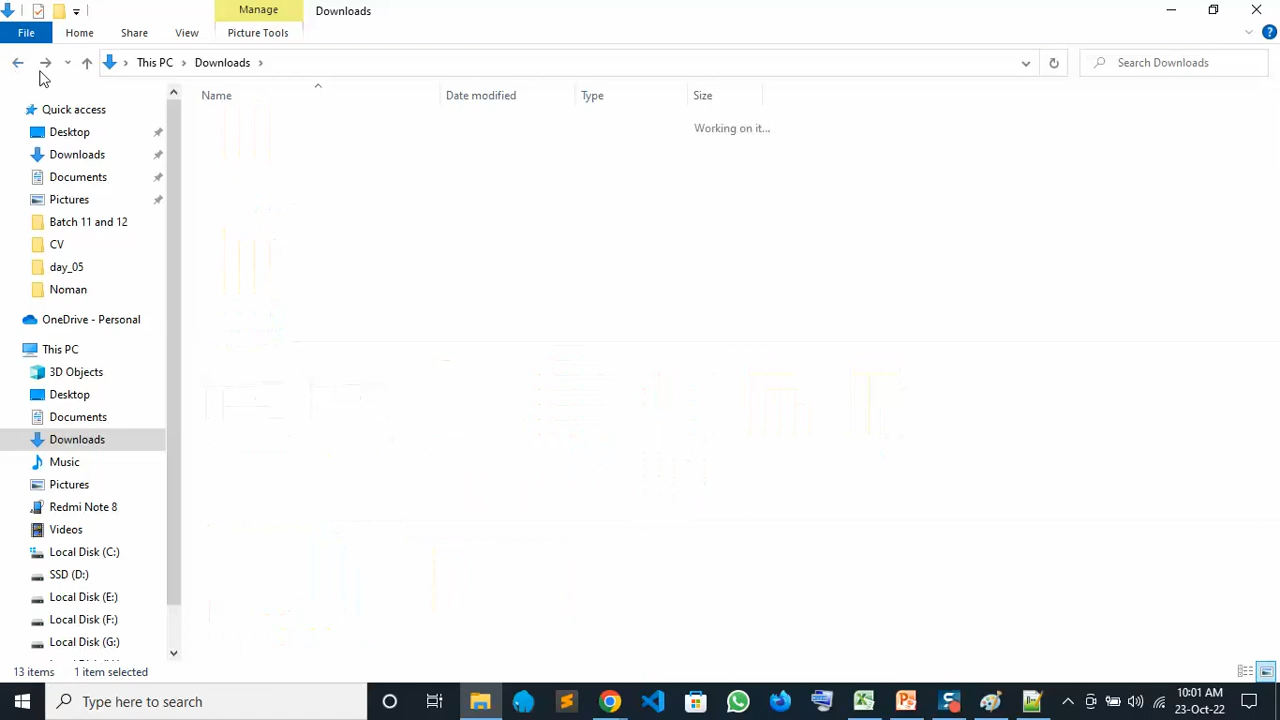 Manage
Downloads
File
Home
Share
View
Picture Tools
This PC
Downloads
Search Downloads
Name
Date modified
Type
Size
Working on it...
Quick access
Desktop
Downloads
Documents
Pictures
Batch 11 and 12
CV
day_05
Noman
OneDrive - Personal
This PC
3D Objects
Desktop
Documents
Downloads
Music
Pictures
Redmi Note 8
Videos
Local Disk (C:)
SSD (D:)
Local Disk (E:)
Local Disk (F:)
Local Disk (G:)
13 items
1 item selected
Type here to search
10:01 AM
23-Oct-22